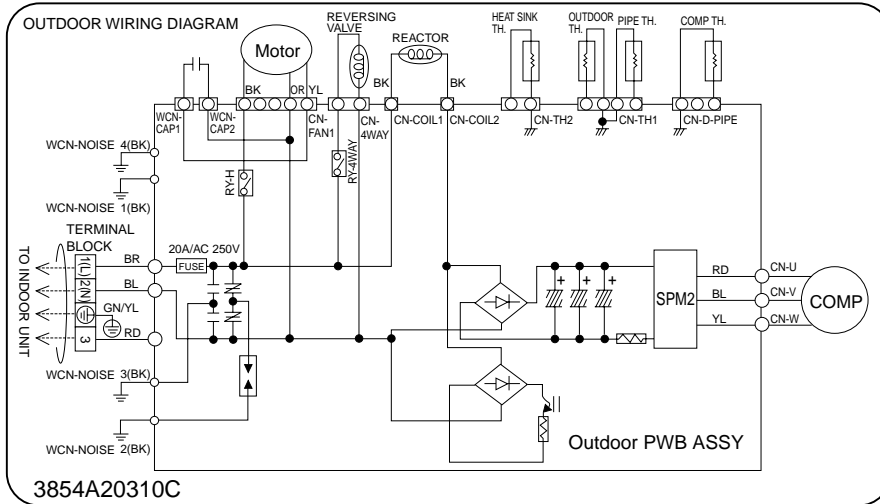 OUTDOOR WIRING DIAGRAM
Motor
REVERSING
VALVE
REACTOR
HEAT SINK
TH.
OUTDOOR
TH.
PIPE TH.
COMP TH.
BK
OR YL
BK
BK
WCN-
CAP1
WCN-
CAP2
CN-
FAN1
CN-
4WAY
CN-COIL1
CN-COIL2
CN-TH2
CN-TH1
CN-D-PIPE
WCN-NOISE 4(BK)
WCN-NOISE 1(BK)
RY-H
RY-4WAY
TERMINAL
BLOCK
20A/AC 250V
FUSE
TO INDOOR UNIT
1(L)
2(N)
3
BR
BL
GN/YL
RD
WCN-NOISE 3(BK)
WCN-NOISE 2(BK)
+
+
+
SPM2
RD
BL
YL
CN-U
CN-V
CN-W
COMP
Outdoor PWB ASSY
3854A20310C